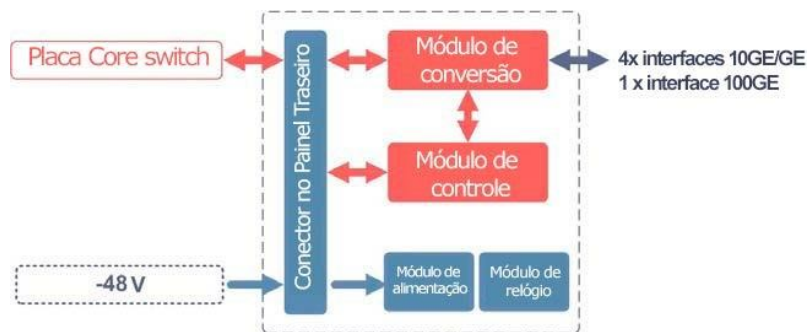 Placa Core switch
Conector no Painel Traseiro
Módulo de
conversão
4x interfaces 10GE/GE
1 x interface 100GE
Módulo de
controle
-48V
Módulo de
alimentação
Módulo de
relógio